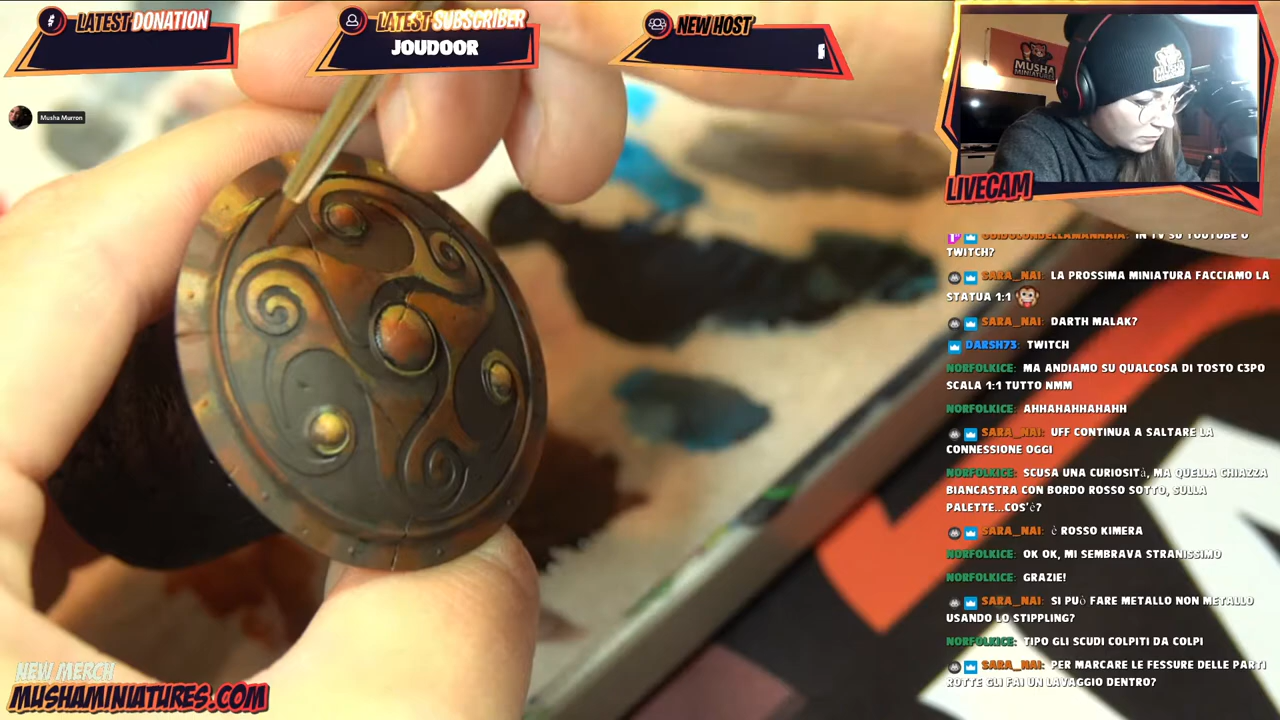 LATEST DONATION
LATEST SUBSCRIBER
JOUDOOR
NEW HOST
Musha Murron
MUSHA
MINIATURES
LIVECAM
IN TV SU YOUTUBE O
TWITCH?
SARA_NAI: LA PROSSIMA MINIATURA FACCIAMO LA
STATUA 1:1
SARA_NAI: DARTH MALAK?
DARSH73: TWITCH
NORFOLKICE: MA ANDIAMO SU QUALCOSA DI TOSTO C3PO
SCALA 1:1 TUTTO NMM
NORFOLKICE: AHHAHAHHAHAHH
SARA_NAI: UFF CONTINUA A SALTARE LA
CONNESSIONE OGGI
NORFOLKICE: SCUSA UNA CURIOSITà, MA QUELLA CHIAZZA
BIANCASTRA CON BORDO ROSSO SOTTO, SULLA
PALETTE...COS'è?
SARA_NAI: è ROSSO KIMERA
NORFOLKICE: OK OK, MI SEMBRAVA STRANISSIMO
NORFOLKICE: GRAZIE!
SARA_NAI: SI PUò FARE METALLO NON METALLO
USANDO LO STIPPLING?
NORFOLKICE: TIPO GLI SCUDI COLPITI DA COLPI
SARA_NAI: PER MARCARE LE FESSURE DELLE PARTI
ROTTE GLI FAI UN LAVAGGIO DENTRO?
NEW MERCH
MUSHAMINIATURES.COM